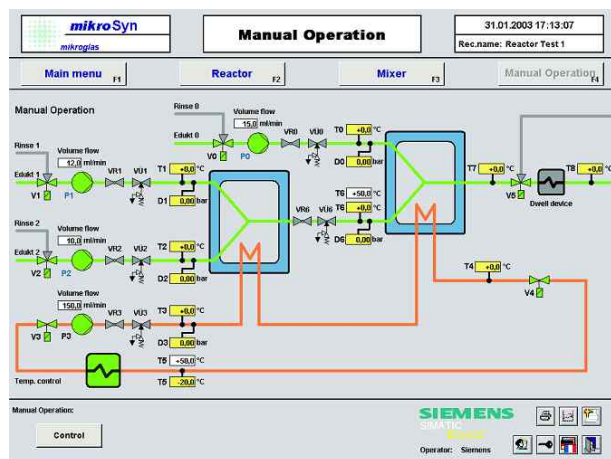 mikroSyn
mikroglas
Manual Operation
31.01.2003 17:13:07
Rec.name: Reactor Test 1
Main menu F1
Reactor F2
Mixer F3
Manual Operation F4
Manual Operation
Rinse 0
Volume flow
15,0 ml/min
Edukt 0
V0
P0
VR0
VÜ0
T0 +0,0 °C
D0 0,00 bar
Rinse 1
Volume flow
12,0 ml/min
Edukt 1
V1
P1
VR1
VÜ1
T1 +0,0 °C
D1 0,00 bar
T6 +50,0 °C
T6 +0,0 °C
VR6
VÜ6
D6 0,00 bar
T7 +0,0 °C
V5
Dwell device
T8 +0,0 °C
Rinse 2
Volume flow
10,0 ml/min
Edukt 2
V2
P2
VR2
VÜ2
T2 +0,0 °C
D2 0,00 bar
Volume flow
150,0 ml/min
V3
P3
VR3
VÜ3
T3 +0,0 °C
D3 0,00 bar
T4 +0,0 °C
V4
T5 +50,0 °C
T5 -20,0 °C
Temp. control
Manual Operation:
Control
SIEMENS
SIMATIC
Operator: Siemens